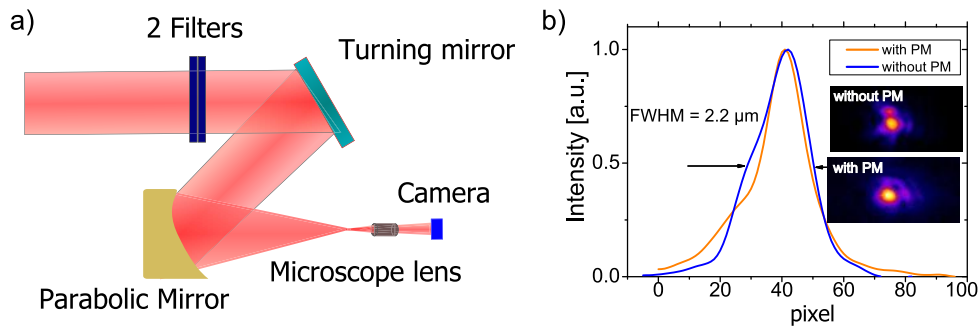 a)
2 Filters
Turning mirror
Camera
Microscope lens
Parabolic Mirror
b)
Intensity [a.u.]
1.0
0.5
0.0
FWHM = 2.2 µm
with PM
without PM
without PM
with PM
0
20
40
60
80
100
pixel